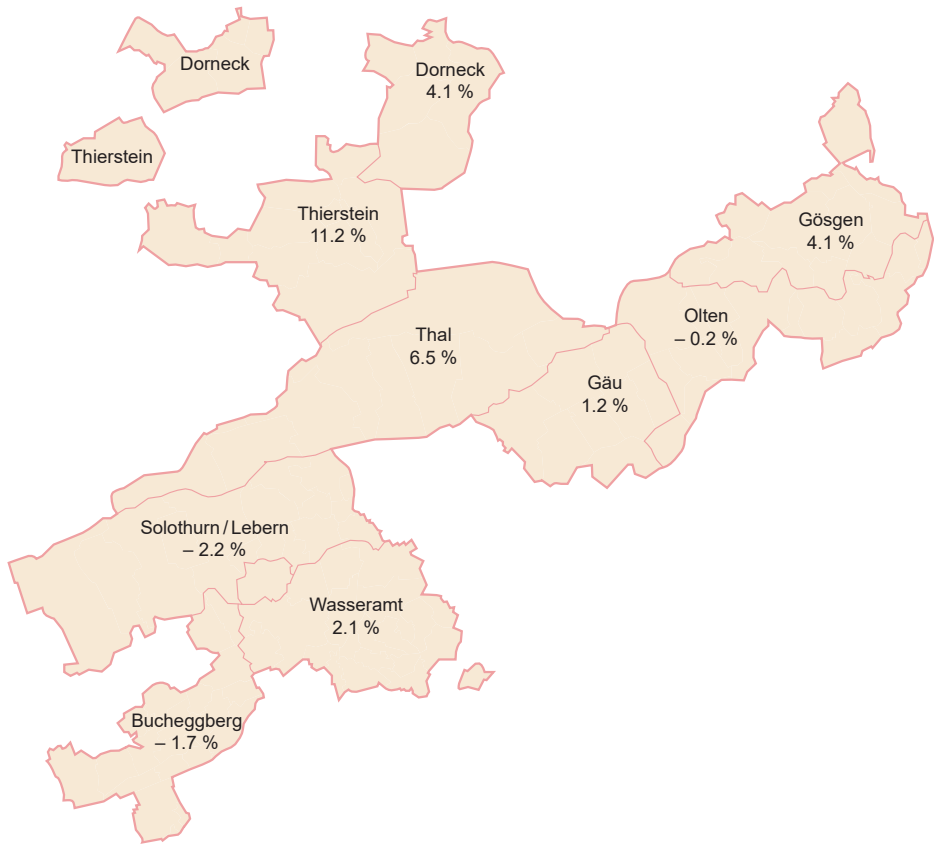 Dorneck
Dorneck
4.1 %
Thierstein
Thierstein
11.2 %
Gösgen
4.1 %
Olten
– 0.2 %
Thal
6.5 %
Gäu
1.2 %
Solothurn / Lebern
– 2.2 %
Wasseramt
2.1 %
Bucheggberg
– 1.7 %